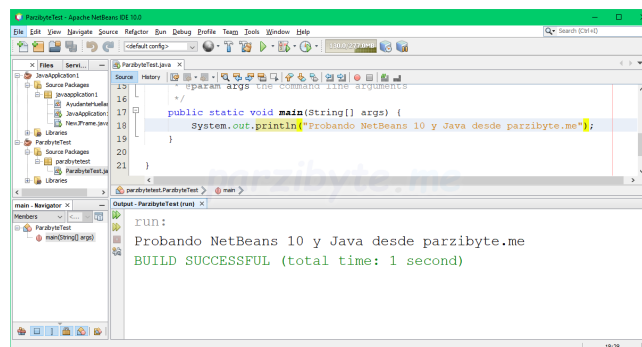 ParzibyteTest - Apache NetBeans IDE 10.0
File Edit View Navigate Source Refactor Run Debug Profile Team Tools Window Help
Search (Ctrl+I)
<default config>
Files Servi...
ParzibyteTest.java
JavaApplication1
Source Packages
javaapplication1
AyudanteHuellas
JavaApplication:
NewJFrame.java
Libraries
ParzibyteTest
Source Packages
parzibytetest
ParzibyteTest.ja
Libraries
Source History
15 * @param args the command line arguments
16 */
17 public static void main(String[] args) {
18 System.out.println("Probando NetBeans 10 y Java desde parzibyte.me");
19 }
20
21 }
parzibytetest.ParzibyteTest main
parzibyte.me
main - Navigator
Members
ParzibyteTest
main(String[] args)
Output - ParzibyteTest (run)
run:
Probando NetBeans 10 y Java desde parzibyte.me
BUILD SUCCESSFUL (total time: 1 second)